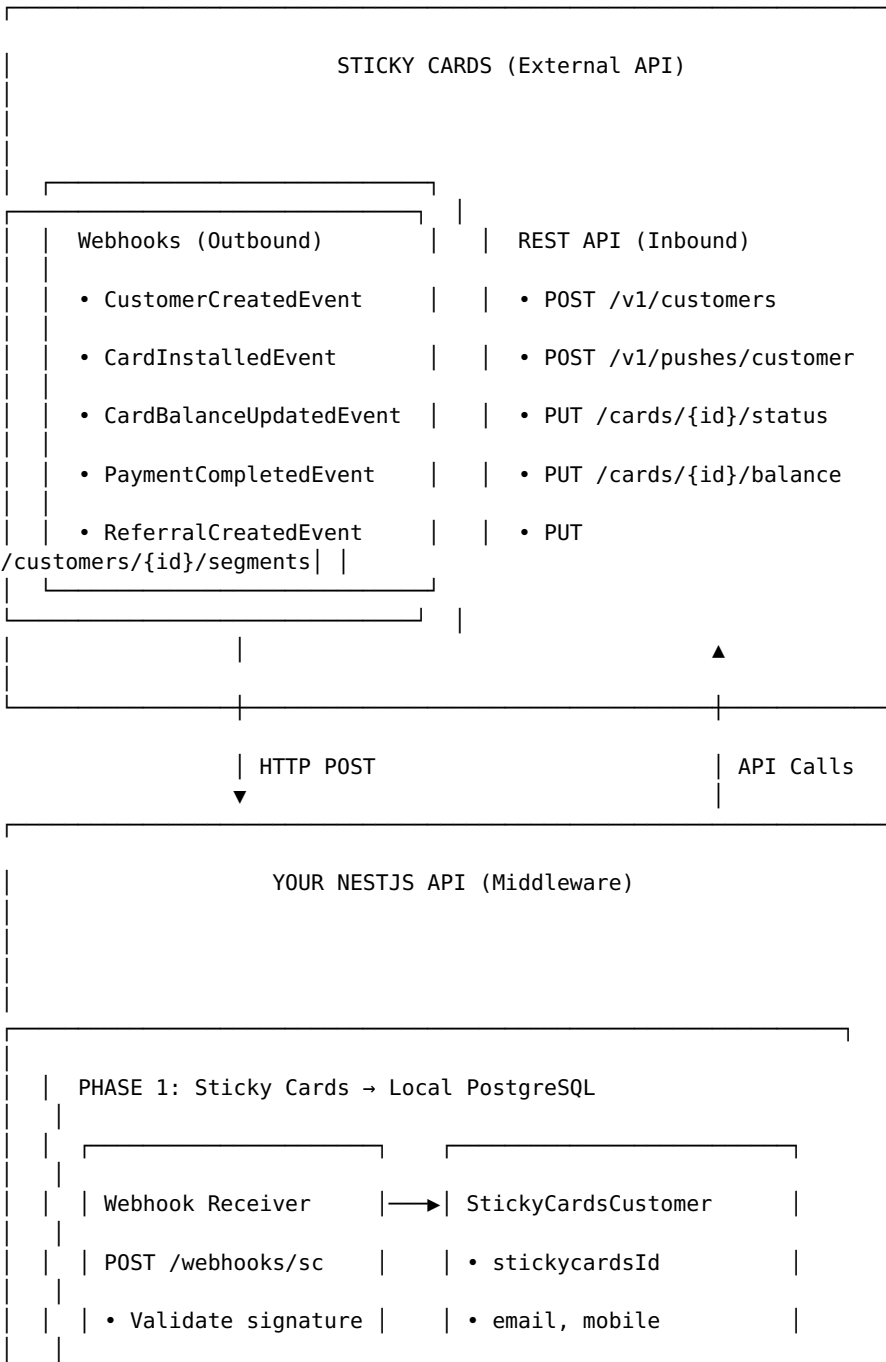 STICKY CARDS (External API)
Webhooks (Outbound) REST API (Inbound)
• CustomerCreatedEvent • POST /v1/customers
• CardInstalledEvent • POST /v1/pushes/customer
• CardBalanceUpdatedEvent • PUT /cards/{id}/status
• PaymentCompletedEvent • PUT /cards/{id}/balance
• ReferralCreatedEvent • PUT
/customers/{id}/segments
HTTP POST API Calls
YOUR NESTJS API (Middleware)
PHASE 1: Sticky Cards → Local PostgreSQL
Webhook Receiver StickyCardsCustomer
POST /webhooks/sc • stickycardsId
• Validate signature • email, mobile